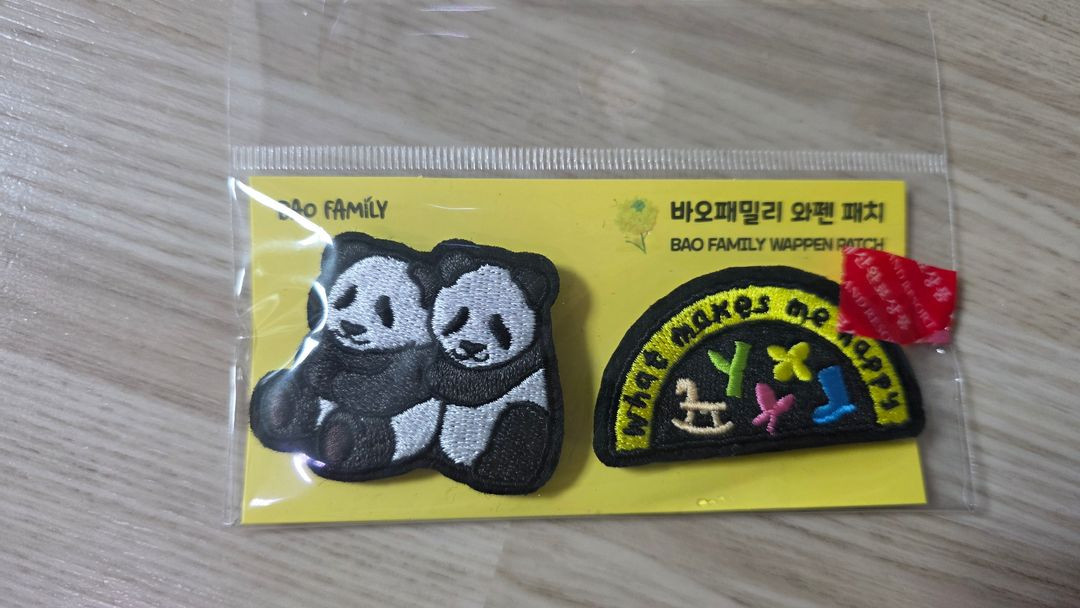 BAO FAMiLY
바오패밀리 와펜 패치
BAO FAMILY WAPPEN PATCH
what makes me happy